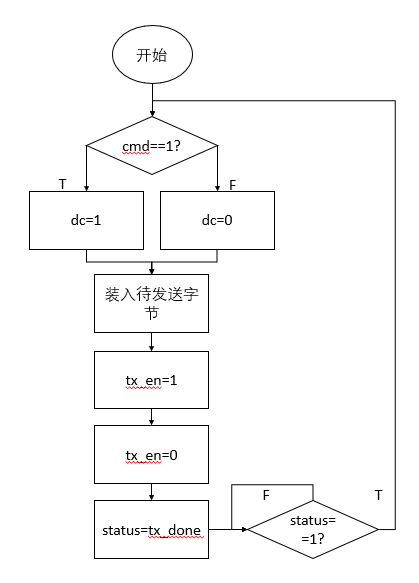 开始
cmd==1?
T
F
dc=1
dc=0
装入待发送字
节
tx_en=1
tx_en=0
status=tx_done
F
T
status=
=1?